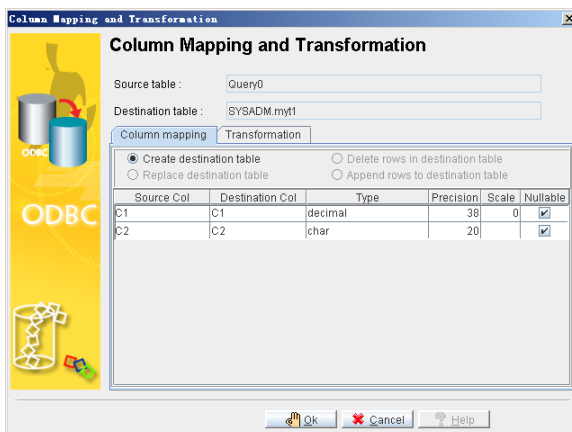 Column Mapping and Transformation
Column Mapping and Transformation
Source table :
Query0
Destination table :
SYSADM.myt1
Column mapping
Transformation
Create destination table
Delete rows in destination table
Replace destination table
Append rows to destination table
Source Col Destination Col Type Precision Scale Nullable
C1 C1 decimal 38 0
C2 C2 char 20
ODBC
ODBC
Ok Cancel Help